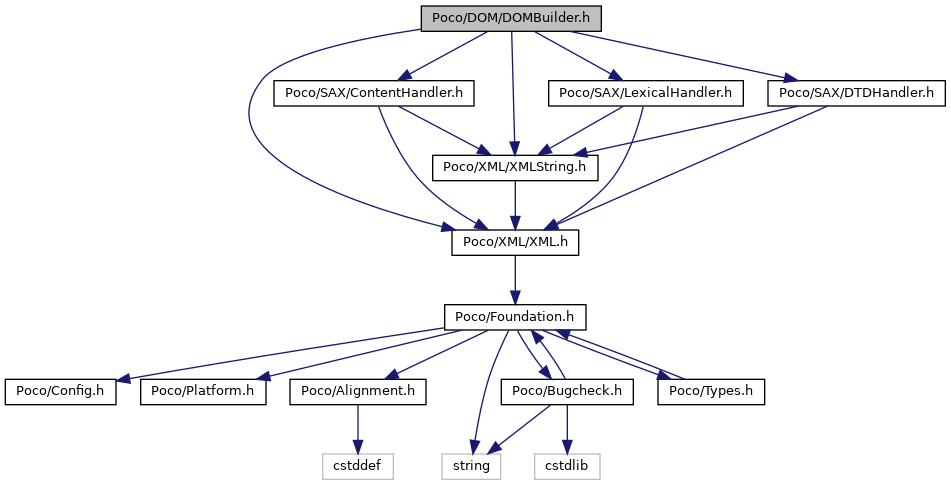 Poco/DOM/DOMBuilder.h
Poco/SAX/ContentHandler.h
Poco/SAX/LexicalHandler.h
Poco/SAX/DTDHandler.h
Poco/XML/XMLString.h
Poco/XML/XML.h
Poco/Foundation.h
Poco/Config.h
Poco/Platform.h
Poco/Alignment.h
Poco/Bugcheck.h
Poco/Types.h
cstddef
string
cstdlib